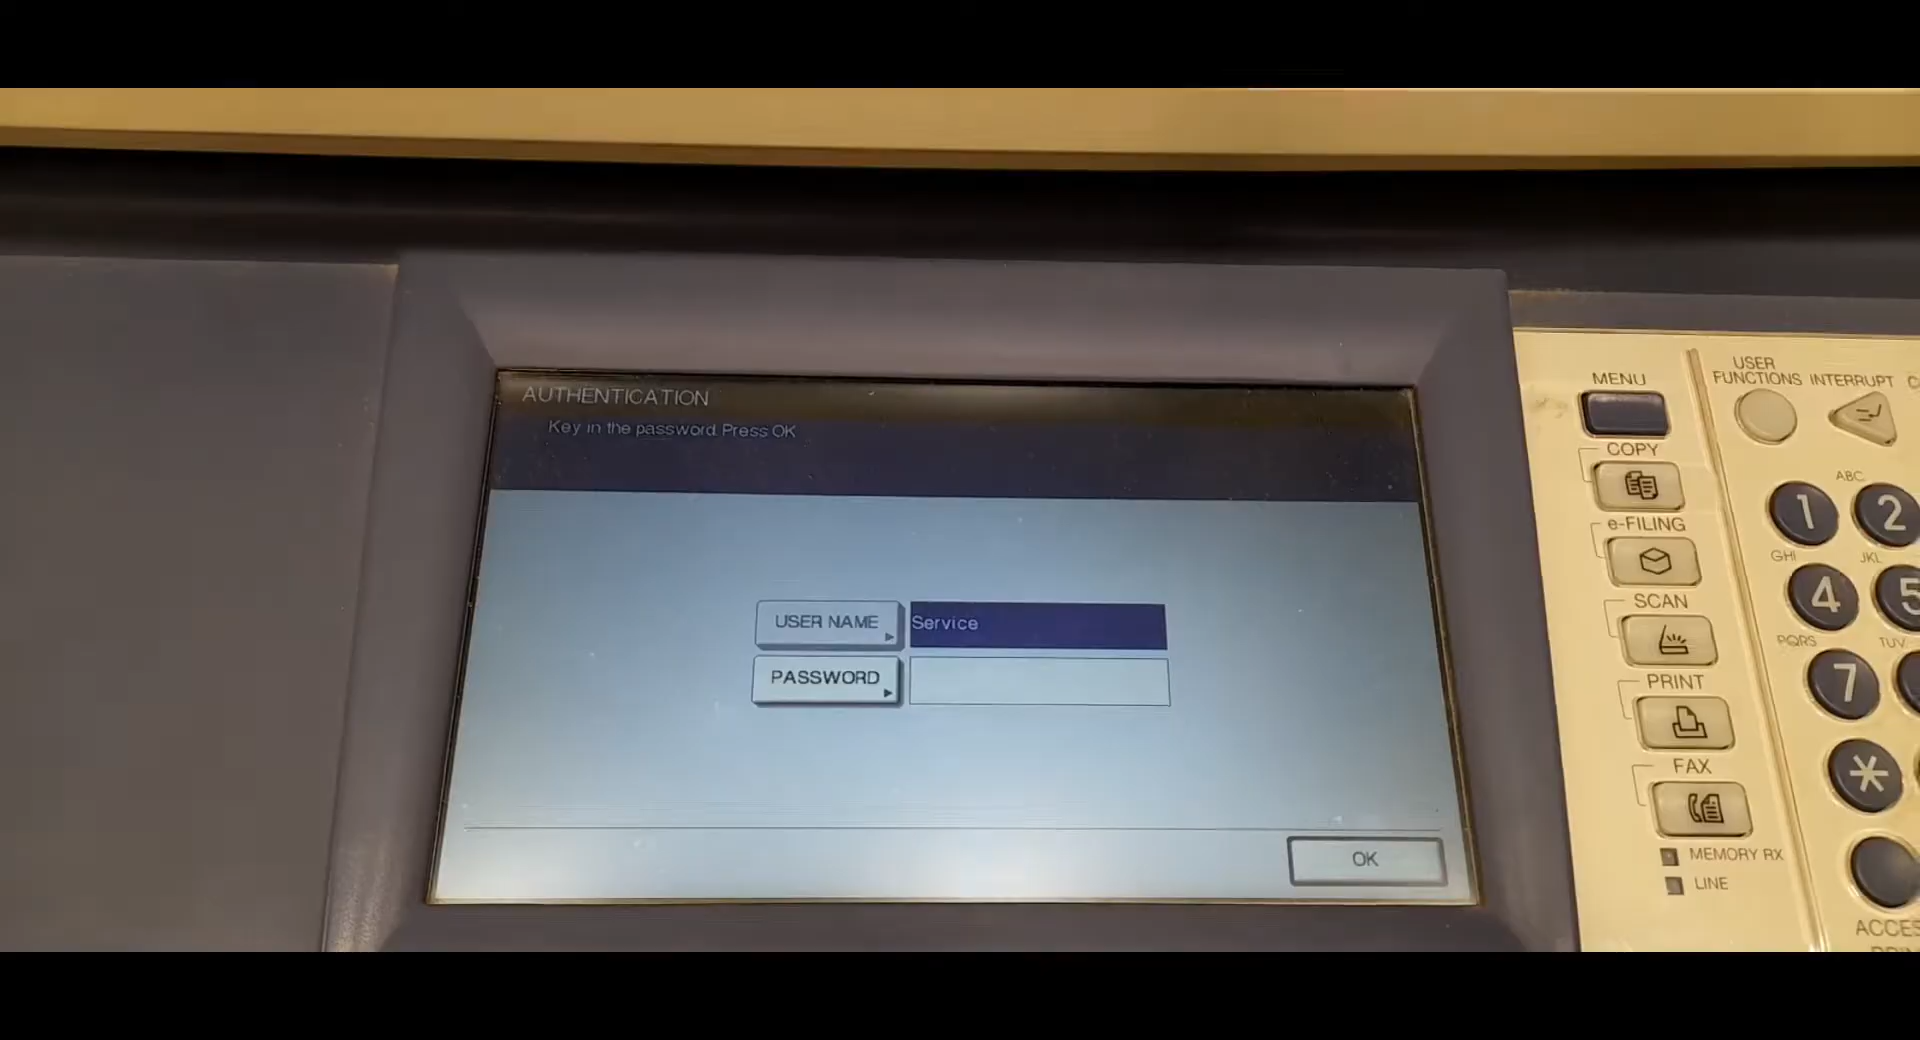 AUTHENTICATION
Key in the password. Press OK
USER NAME
Service
PASSWORD
OK
MENU
COPY
e-FILING
SCAN
PRINT
FAX
MEMORY RX
LINE
USER
FUNCTIONS
INTERRUPT
ABC
1
2
GHI
JKL
4
5
PQRS
TUV
7
*